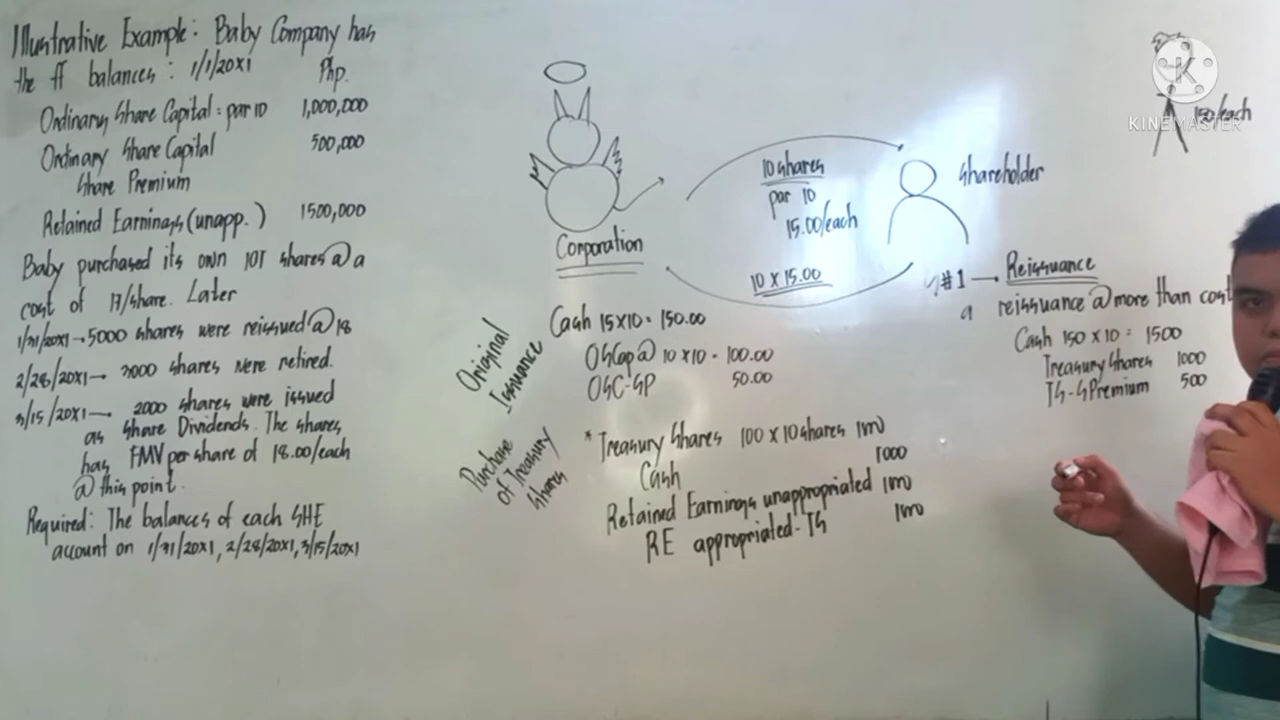 Illustrative Example: Baby Company has
the ff balances: 1/1/20x1 Php.
Ordinary Share Capital: par 10 1,000,000
Ordinary Share Capital 500,000
Share Premium
Retained Earnings (unapp.) 1500,000
Baby purchased its own 10T shares @ a
cost of 17/share. Later
1/31/20x1 → 5000 shares were reissued @ 18
2/28/20x1 — 3000 shares were retired.
3/15/20x1 — 2000 shares were issued
as share Dividends. The shares
has FMV per share of 18.00/each
@ this point.
Required: The balances of each SHE
account on 1/31/20x1, 2/28/20x1, 3/15/20x1
Corporation
10 shares
par 10
15.00/each
10 x 15.00
shareholder
Original
Issuance
Cash 15x10 = 150.00
OSCap @ 10 x 10 = 100.00
OSC-SP 50.00
Purchase
of Treasury
Shares
* Treasury Shares 100 x 10 shares 1000
Cash 1000
Retained Earnings unappropriated 1000
RE appropriated-TS 1000
150/each
K
KINEMASTER
#1 — Reissuance
a reissuance @ more than cost
Cash 150 x 10 = 1500
Treasury Shares 1000
TS-SPremium 500